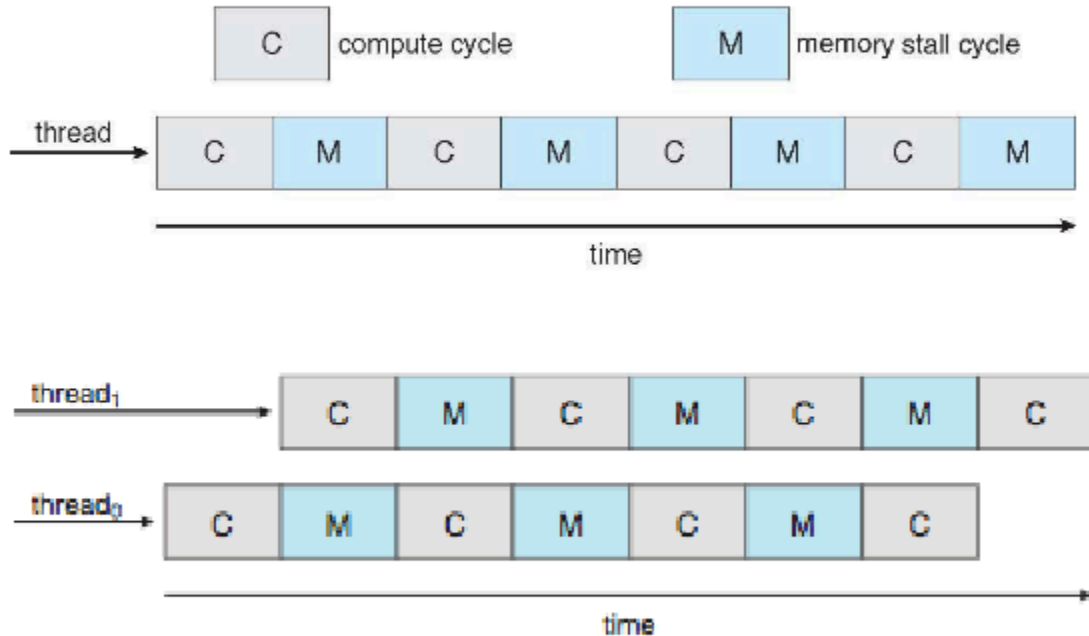 C compute cycle M memory stall cycle
thread C M C M C M C M
time
thread₁ C M C M C M C
thread₀ C M C M C M C
time